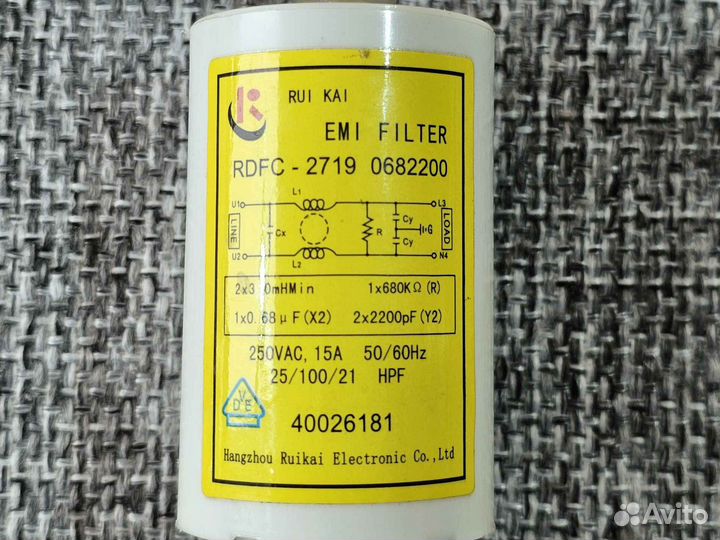 RUI KAI
EMI FILTER
RDFC - 2719 0682200
L1
U1 L3
LINE Cx R Cy Cy G LOAD
U2 N4
L2
1x680KΩ (R)
1x0.68μF(X2) 2x2200pF(Y2)
250VAC, 15A 50/60Hz
25/100/21 HPF
VDE
40026181
Hangzhou Ruikai Electronic Co.,Ltd
Avito